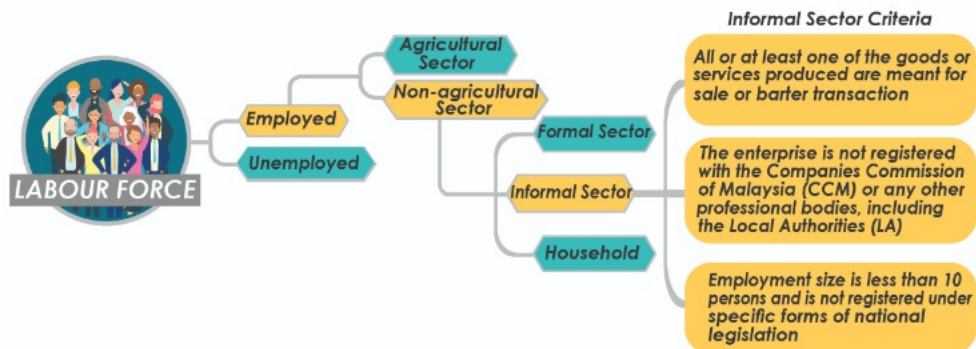 LABOUR FORCE
Employed
Unemployed
Agricultural
Sector
Non-agricultural
Sector
Formal Sector
Informal Sector
Household
Informal Sector Criteria
All or at least one of the goods or
services produced are meant for
sale or barter transaction
The enterprise is not registered
with the Companies Commission
of Malaysia (CCM) or any other
professional bodies, including
the Local Authorities (LA)
Employment size is less than 10
persons and is not registered under
specific forms of national
legislation